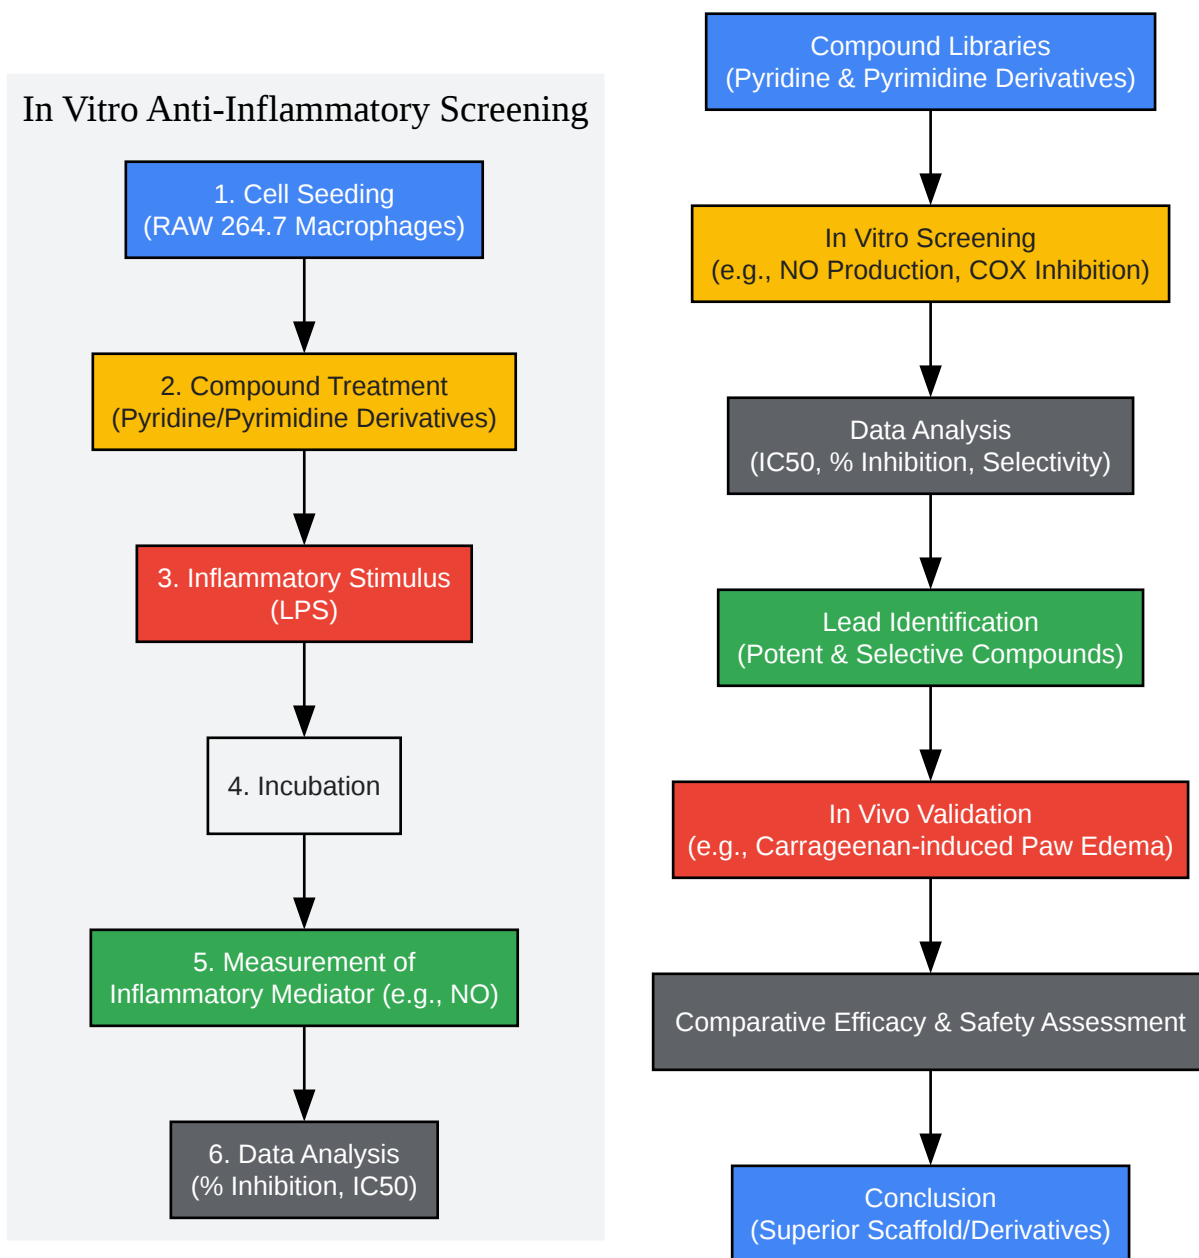 In Vitro Anti-Inflammatory Screening
1. Cell Seeding
(RAW 264.7 Macrophages)
2. Compound Treatment
(Pyridine/Pyrimidine Derivatives)
3. Inflammatory Stimulus
(LPS)
4. Incubation
5. Measurement of
Inflammatory Mediator (e.g., NO)
6. Data Analysis
(% Inhibition, IC50)
Compound Libraries
(Pyridine & Pyrimidine Derivatives)
In Vitro Screening
(e.g., NO Production, COX Inhibition)
Data Analysis
(IC50, % Inhibition, Selectivity)
Lead Identification
(Potent & Selective Compounds)
In Vivo Validation
(e.g., Carrageenan-induced Paw Edema)
Comparative Efficacy & Safety Assessment
Conclusion
(Superior Scaffold/Derivatives)